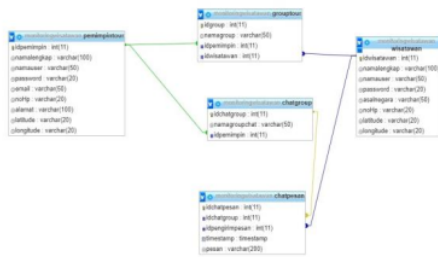 pemimpintour
idpemimpin : int(11)
namalengkap : varchar(100)
namauser : varchar(50)
password : varchar(20)
email : varchar(50)
noHp : varchar(20)
alamat : varchar(100)
latitude : varchar(20)
longitude : varchar(20)
grouptour
idgroup : int(11)
namagroup : varchar(50)
idpemimpin : int(11)
idwisatawan : int(11)
chatgroup
idchatgroup : int(11)
namagroupchat : varchar(50)
idpemimpin : int(11)
chatpesan
idchatpesan : int(11)
idchatgroup : int(11)
idpengirimpesan : int(11)
timestamp : timestamp
pesan : varchar(200)
wisatawan
idwisatawan : int(11)
namalengkap : varchar(100)
namauser : varchar(50)
password : varchar(20)
asalnegara : varchar(50)
noHp : varchar(20)
latitude : varchar(20)
longitude : varchar(20)